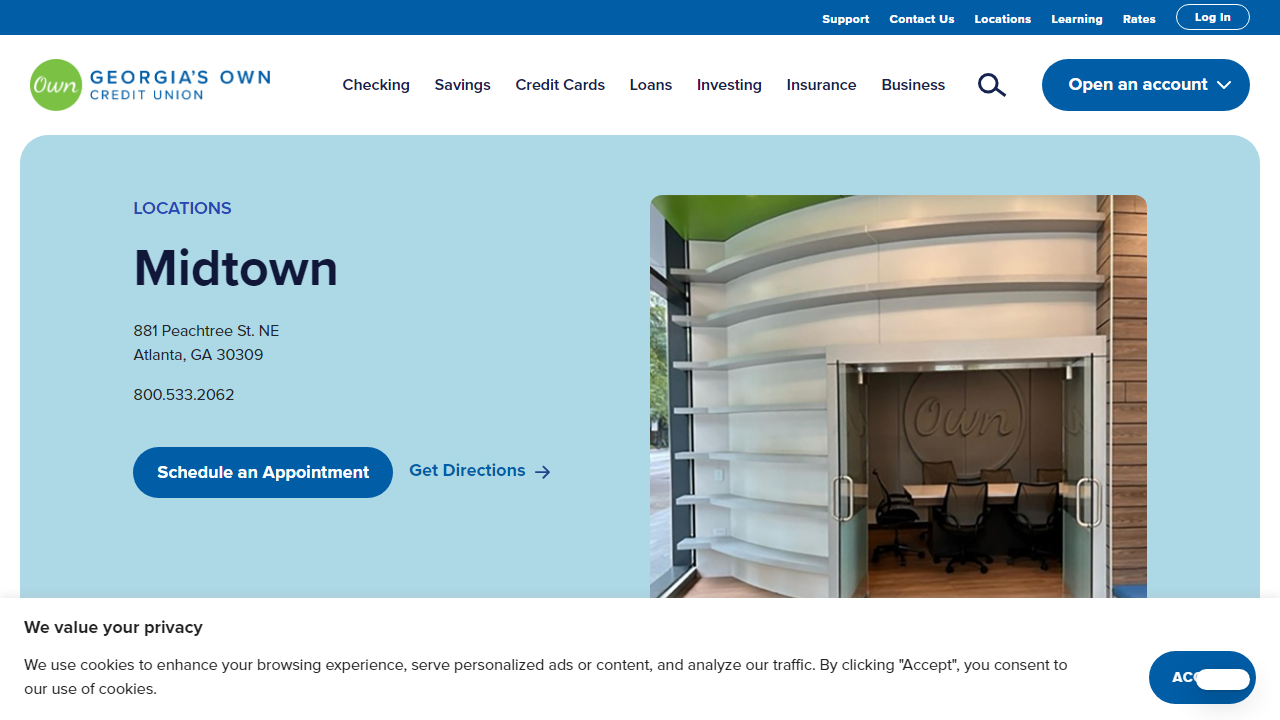 Support Contact Us Locations Learning Rates Log In
Own GEORGIA'S OWN
CREDIT UNION
Checking Savings Credit Cards Loans Investing Insurance Business Open an account
LOCATIONS
Midtown
881 Peachtree St. NE
Atlanta, GA 30309
800.533.2062
Schedule an Appointment Get Directions
Own
We value your privacy
We use cookies to enhance your browsing experience, serve personalized ads or content, and analyze our traffic. By clicking "Accept", you consent to
our use of cookies.